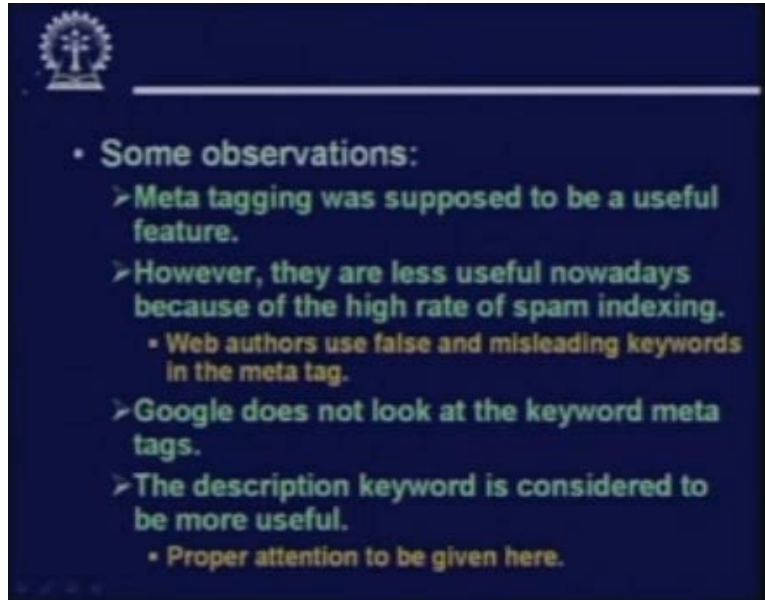 • Some observations:
➢Meta tagging was supposed to be a useful
feature.
➢However, they are less useful nowadays
because of the high rate of spam indexing.
▪ Web authors use false and misleading keywords
in the meta tag.
➢Google does not look at the keyword meta
tags.
➢The description keyword is considered to
be more useful.
▪ Proper attention to be given here.